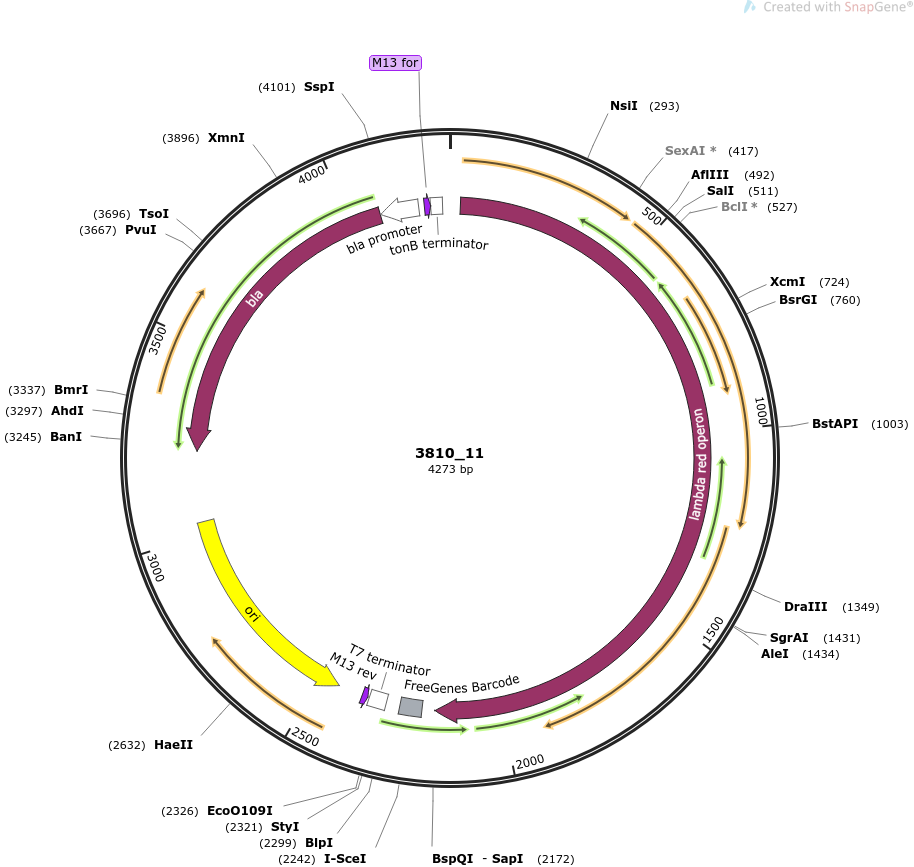 Created with SnapGene®
M13 for
(4101) SspI
NsiI (293)
(3896) XmnI
SexAI * (417)
4000
AflIII (492)
SalI (511)
500
BclI * (527)
(3696) TsoI
(3667) PvuI
bla promoter
tonB terminator
XcmI (724)
BsrGI (760)
bla
3500
(3337) BmrI
(3297) AhdI
(3245) BanI
1000
BstAPI (1003)
lambda red operon
3810_11
4273 bp
3000
ori
DraIII (1349)
1500
SgrAI (1431)
AleI (1434)
T7 terminator
M13 rev
FreeGenes Barcode
(2632) HaeII
2500
2000
(2326) EcoO109I
(2321) StyI
(2299) BlpI
(2242) I-SceI
BspQI - SapI (2172)